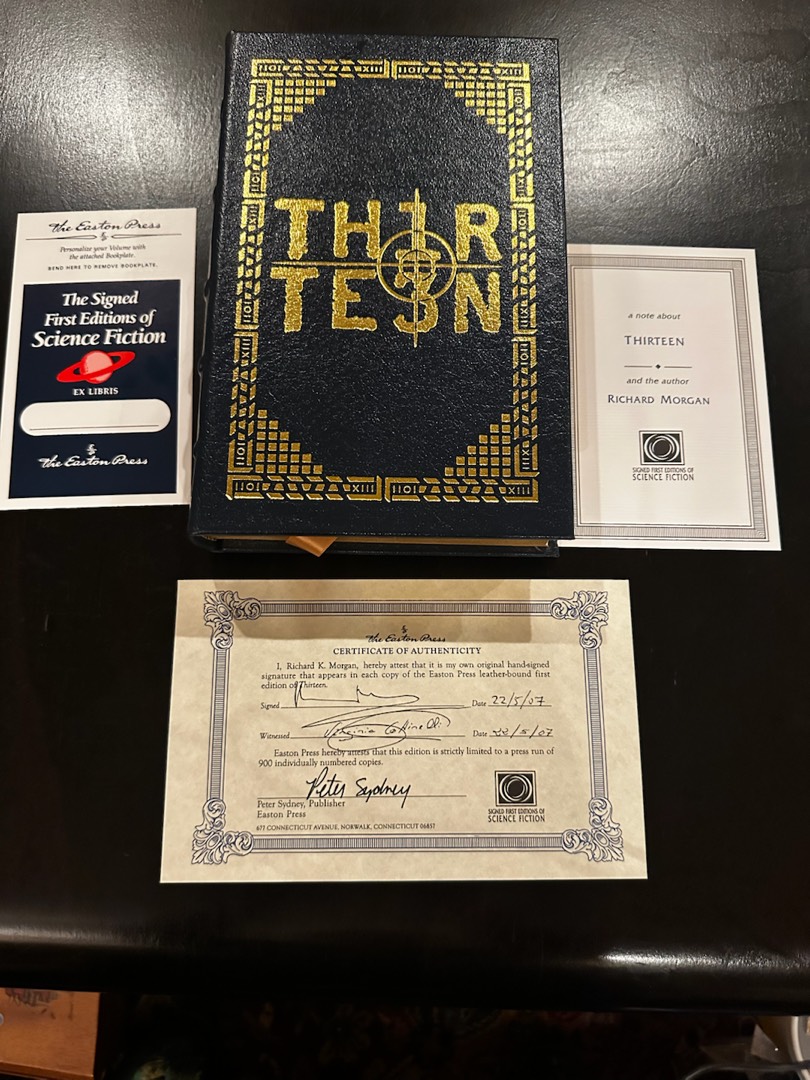 The Easton Press
Personalize your Volume with
the attached Bookplate.
BEND HERE TO REMOVE BOOKPLATE.
The Signed
First Editions of
Science Fiction
EX LIBRIS
The Easton Press
THIR
TE3N
a note about
THIRTEEN
and the author
RICHARD MORGAN
SIGNED FIRST EDITIONS OF
SCIENCE FICTION
The Easton Press
CERTIFICATE OF AUTHENTICITY
I, Richard K. Morgan, hereby attest that it is my own original hand-signed
signature that appears in each copy of the Easton Press leather-bound first
edition of Thirteen.
Signed Date 22/5/07
Witnessed Virginia Date 22/5/07
Easton Press hereby attests that this edition is strictly limited to a press run of
900 individually numbered copies.
Peter Sydney
Peter Sydney, Publisher
Easton Press
677 CONNECTICUT AVENUE, NORWALK, CONNECTICUT 06857
SIGNED FIRST EDITIONS OF
SCIENCE FICTION